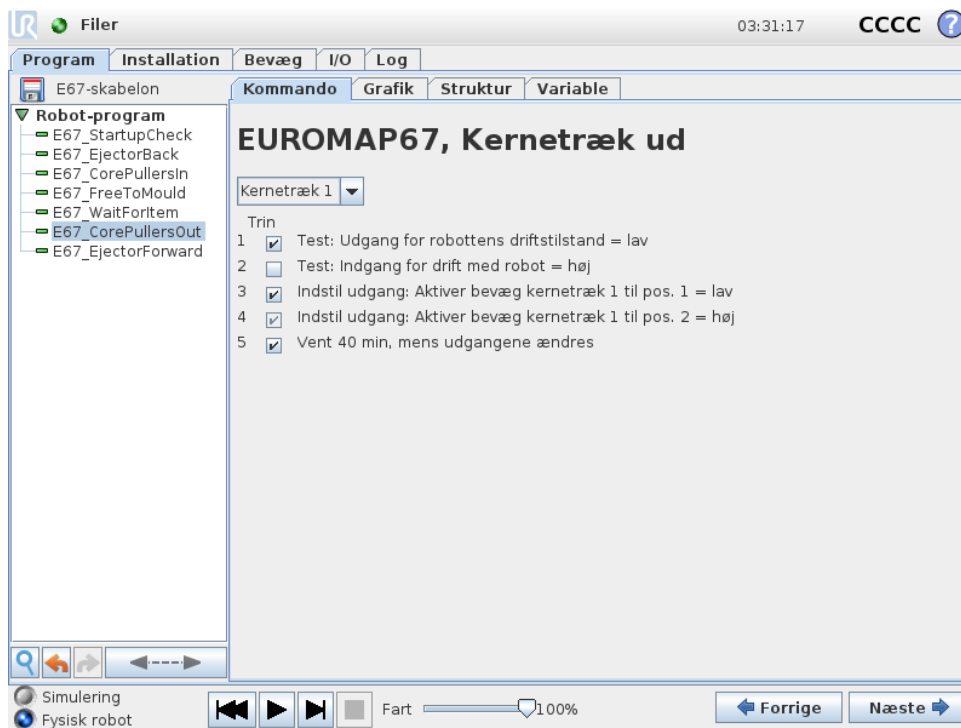 UR Filer 03:31:17 CCCC ?
Program Installation Bevæg I/O Log
E67-skabelon Kommando Grafik Struktur Variable
Robot-program
E67_StartupCheck
E67_EjectorBack
E67_CorePullersIn
E67_FreeToMould
E67_WaitForItem
E67_CorePullersOut
E67_EjectorForward
EUROMAP67, Kernetræk ud
Kernetræk 1
Trin
1 Test: Udgang for robottens driftstilstand = lav
2 Test: Indgang for drift med robot = høj
3 Indstil udgang: Aktiver bevæg kernetræk 1 til pos. 1 = lav
4 Indstil udgang: Aktiver bevæg kernetræk 1 til pos. 2 = høj
5 Vent 40 min, mens udgangene ændres
Simulering
Fysisk robot
Fart 100% Forrige Næste